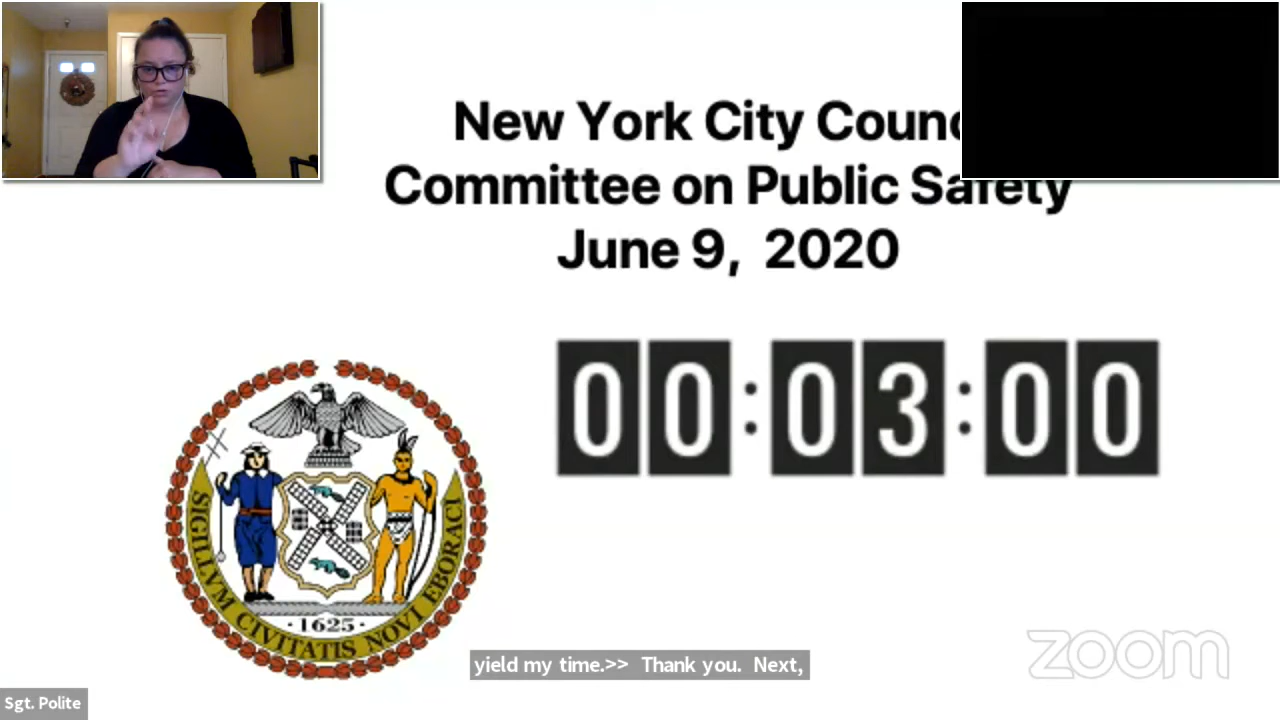 New York City Counc
Committee on Public Safety
June 9, 2020
00:03:00
SIGILLVM CIVITATIS NOVI EBORACI
·1625·
yield my time.>> Thank you. Next,
zoom
Sgt. Polite